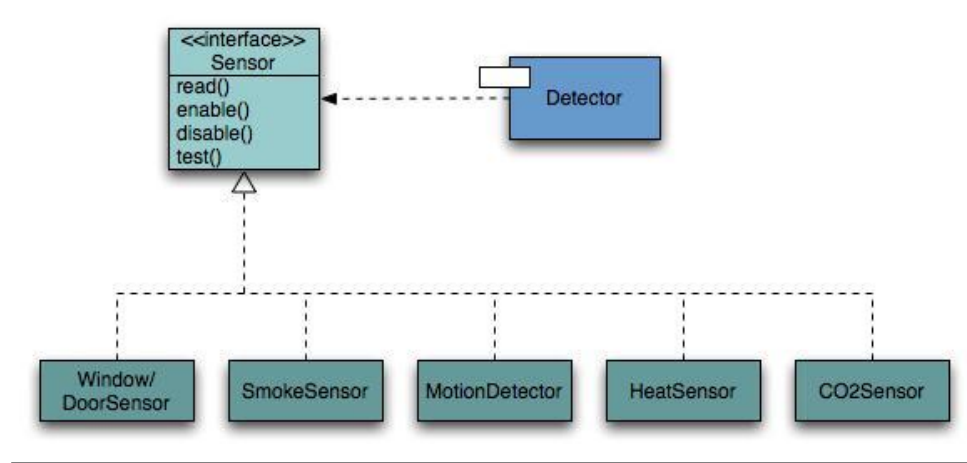 <<interface>>
Sensor
read()
enable()
disable()
test()
Detector
Window/
DoorSensor
SmokeSensor
MotionDetector
HeatSensor
CO2Sensor